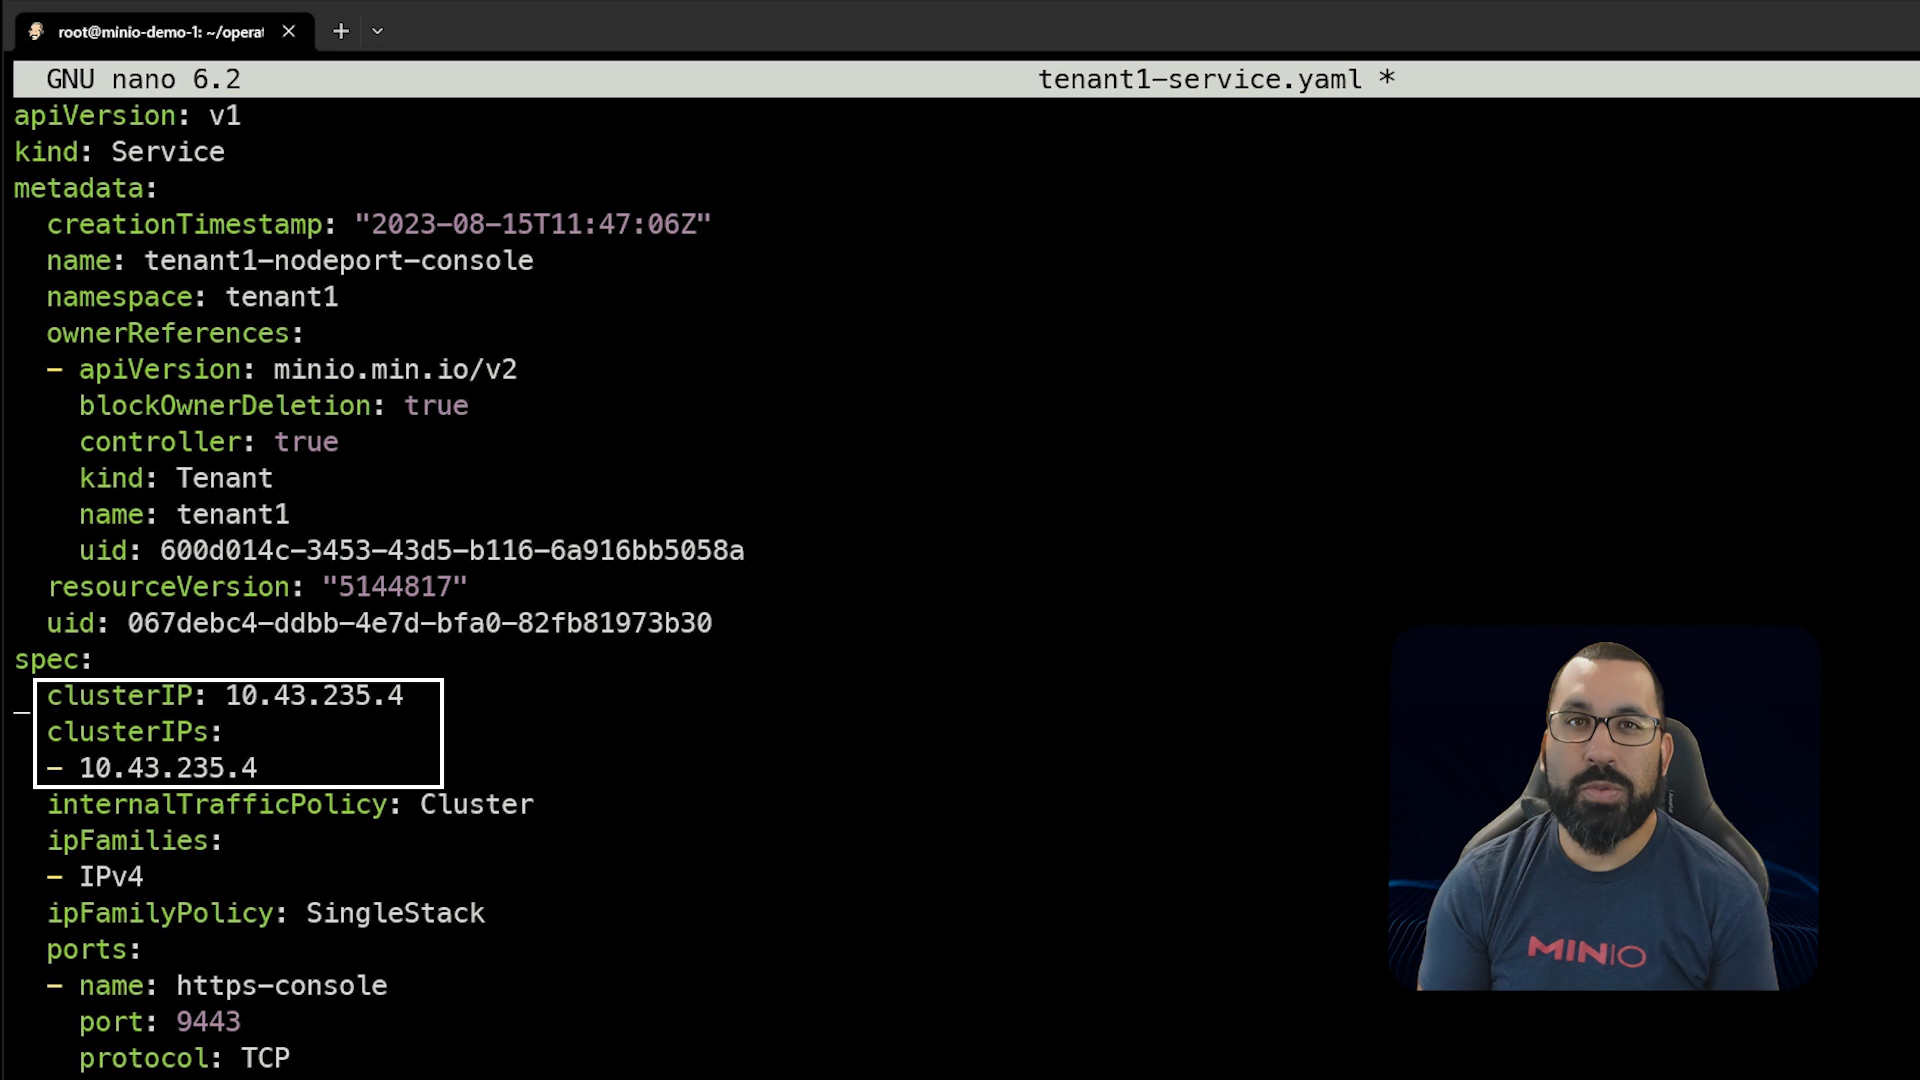 root@minio-demo-1: ~/operat
GNU nano 6.2 tenant1-service.yaml *
apiVersion: v1
kind: Service
metadata:
  creationTimestamp: "2023-08-15T11:47:06Z"
  name: tenant1-nodeport-console
  namespace: tenant1
  ownerReferences:
  - apiVersion: minio.min.io/v2
    blockOwnerDeletion: true
    controller: true
    kind: Tenant
    name: tenant1
    uid: 600d014c-3453-43d5-b116-6a916bb5058a
  resourceVersion: "5144817"
  uid: 067debc4-ddbb-4e7d-bfa0-82fb81973b30
spec:
  clusterIP: 10.43.235.4
  clusterIPs:
  - 10.43.235.4
  internalTrafficPolicy: Cluster
  ipFamilies:
  - IPv4
  ipFamilyPolicy: SingleStack
  ports:
  - name: https-console
    port: 9443
    protocol: TCP
MINIO